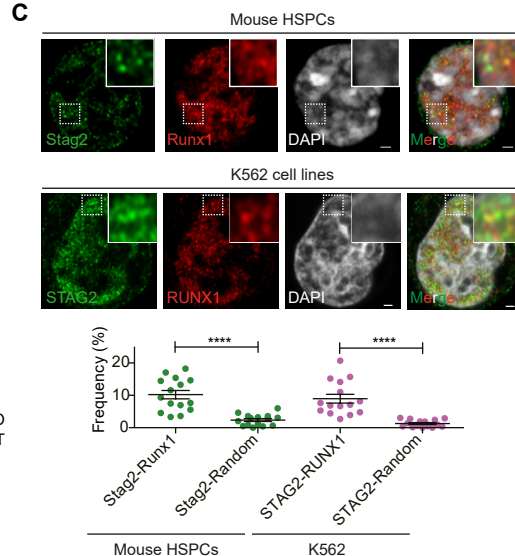 C
Mouse HSPCs
Stag2 Runx1 DAPI Merge
K562 cell lines
STAG2 RUNX1 DAPI Merge
Frequency (%)
20
10
0
****
****
Stag2-Runx1
Stag2-Random
STAG2-RUNX1
STAG2-Random
Mouse HSPCs
K562